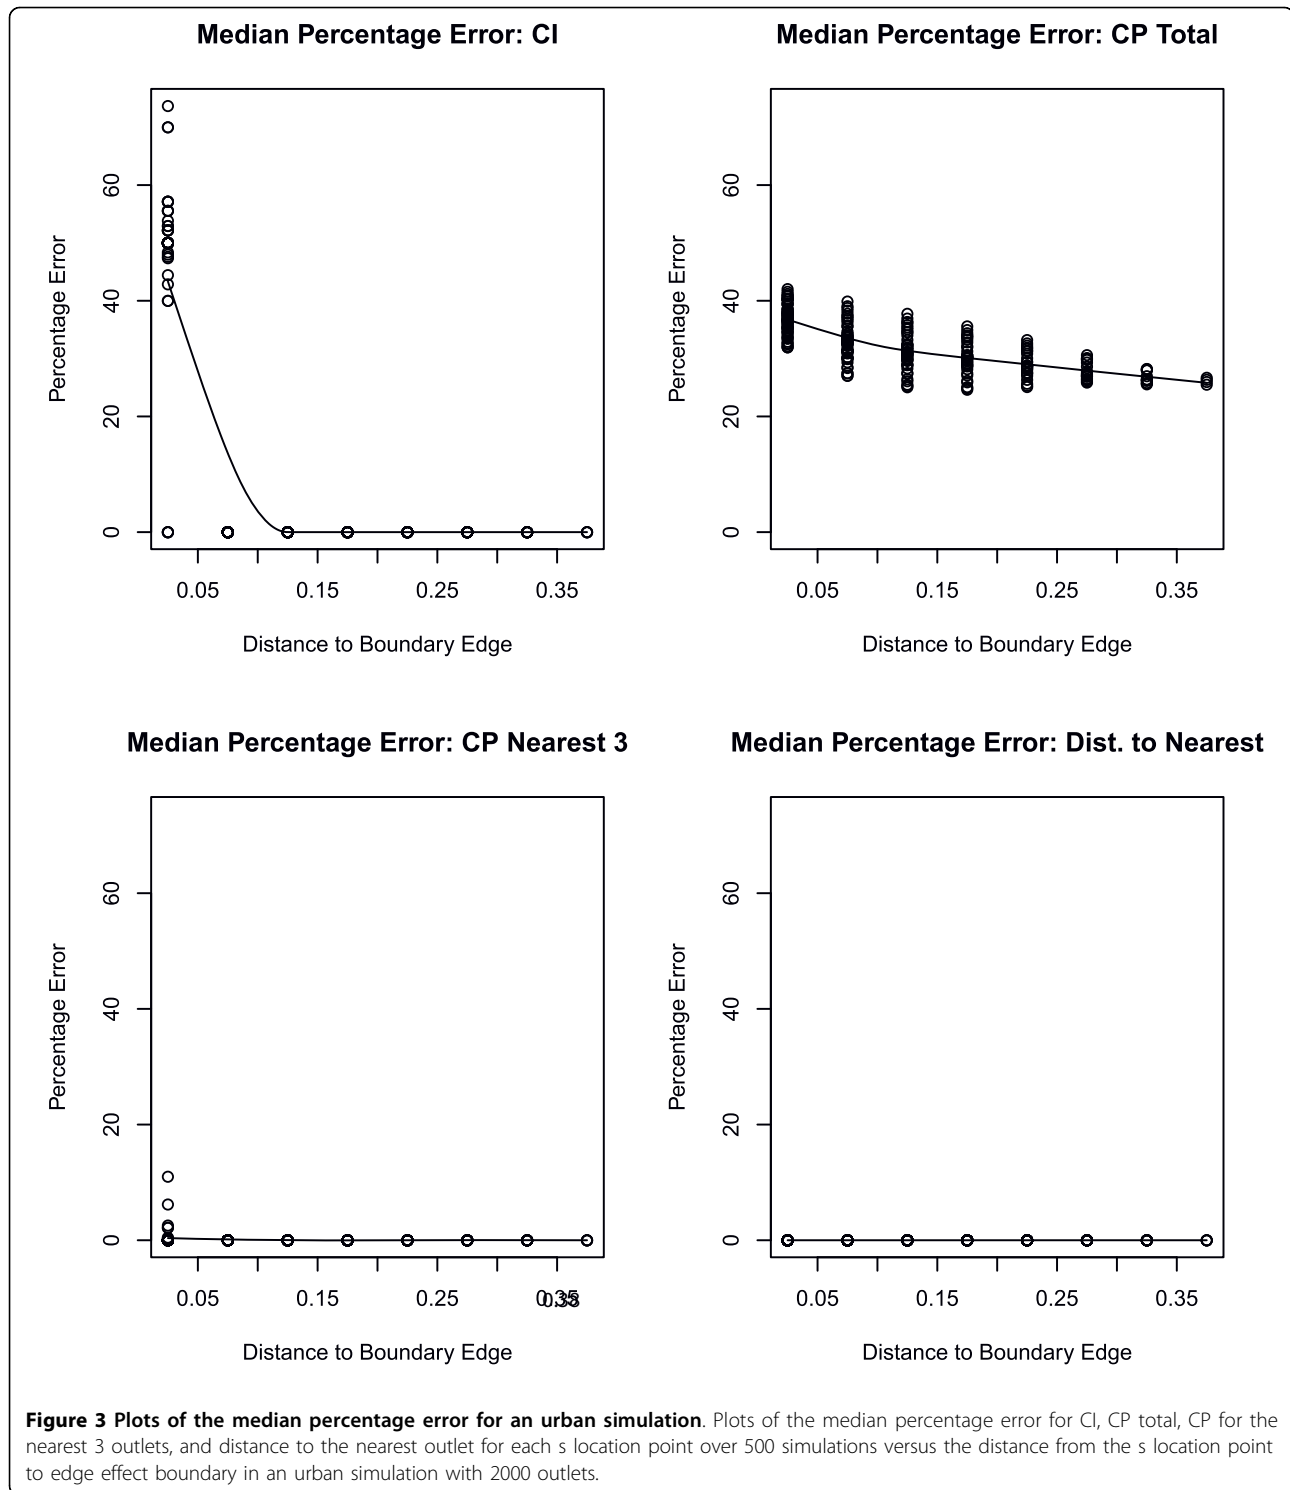 Median Percentage Error: CI
Percentage Error
0
20
40
60
0.05 0.15 0.25 0.35
Distance to Boundary Edge
Median Percentage Error: CP Total
Percentage Error
0
20
40
60
0.05 0.15 0.25 0.35
Distance to Boundary Edge
Median Percentage Error: CP Nearest 3
Percentage Error
0
20
40
60
0.05 0.15 0.25 0.35
Distance to Boundary Edge
Median Percentage Error: Dist. to Nearest
Percentage Error
0
20
40
60
0.05 0.15 0.25 0.35
Distance to Boundary Edge
Figure 3 Plots of the median percentage error for an urban simulation. Plots of the median percentage error for CI, CP total, CP for the
nearest 3 outlets, and distance to the nearest outlet for each s location point over 500 simulations versus the distance from the s location point
to edge effect boundary in an urban simulation with 2000 outlets.